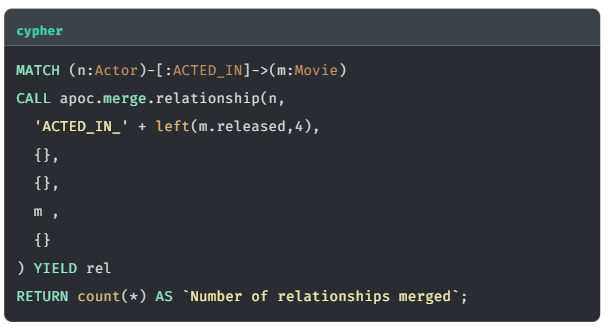 cypher
MATCH (n:Actor)-[:ACTED_IN]->(m:Movie)
CALL apoc.merge.relationship(n,
  'ACTED_IN_' + left(m.released,4),
  {},
  {},
  m ,
  {}
) YIELD rel
RETURN count(*) AS `Number of relationships merged`;